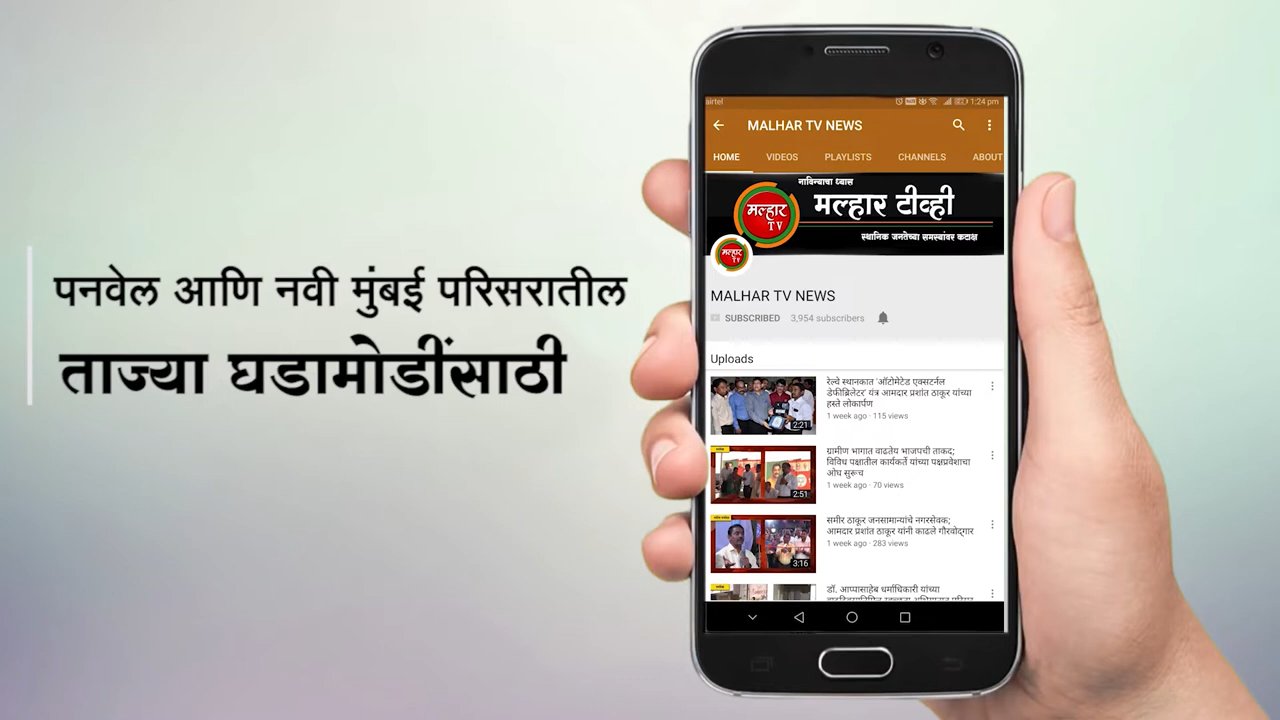 पनवेल आणि नवी मुंबई परिसरातील
ताज्या घडामोडींसाठी
airtel
1:24 pm
MALHAR TV NEWS
HOME VIDEOS PLAYLISTS CHANNELS ABOUT
नाविन्याचा ध्यास
मल्हार टीव्ही
मल्हार
TV
स्थानिक जनतेच्या समस्यांवर कटाक्ष
मल्हार
TV
MALHAR TV NEWS
SUBSCRIBED 3,954 subscribers
Uploads
रेल्वे स्थानकात 'ऑटोमेटेड एक्सटर्नल
डेफीब्रिलेटर' यंत्र आमदार प्रशांत ठाकूर यांच्या
हस्ते लोकार्पण
1 week ago · 115 views
2:21
ग्रामीण भागात वाढतेय भाजपची ताकद;
विविध पक्षातील कार्यकर्ते यांच्या पक्षप्रवेशाचा
ओघ सुरूच
1 week ago · 70 views
2:51
समीर ठाकूर जनसामान्यांचे नगरसेवक;
आमदार प्रशांत ठाकूर यांनी काढले गौरवोद्गार
1 week ago · 283 views
3:16
डॉ. आप्पासाहेब धर्माधिकारी यांच्या